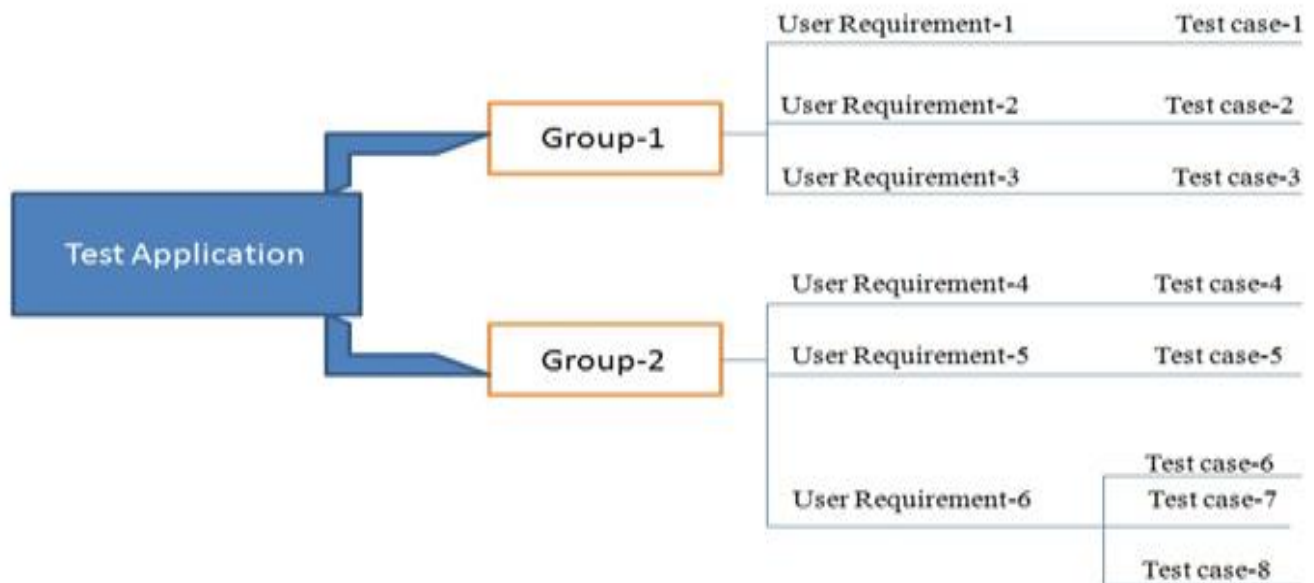 User Requirement-1 Test case-1
User Requirement-2 Test case-2
Group-1
User Requirement-3 Test case-3
Test Application
User Requirement-4 Test case-4
Group-2
User Requirement-5 Test case-5
Test case-6
User Requirement-6 Test case-7
Test case-8